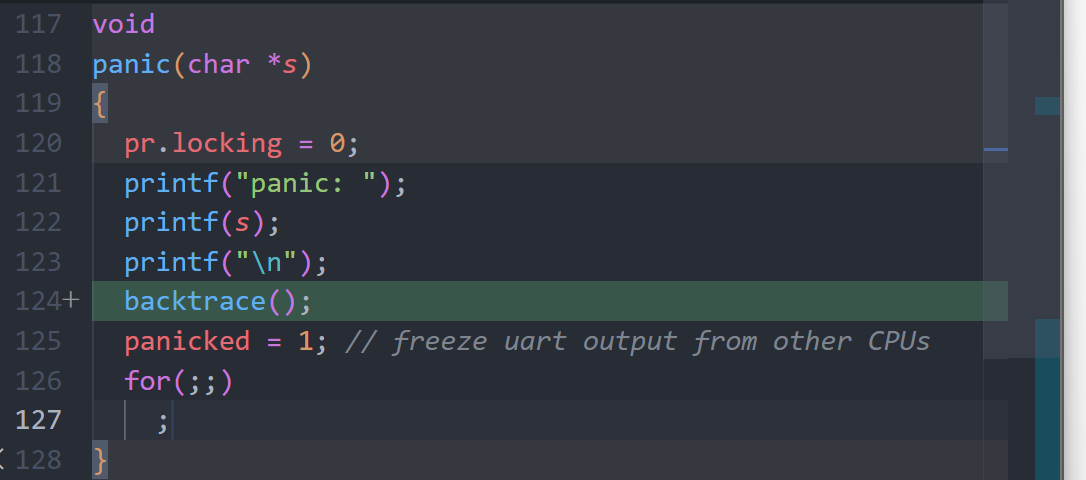 117 void
118 panic(char *s)
119 {
120   pr.locking = 0;
121   printf("panic: ");
122   printf(s);
123   printf("\n");
124+   backtrace();
125   panicked = 1; // freeze uart output from other CPUs
126   for(;;)
127     ;
128 }